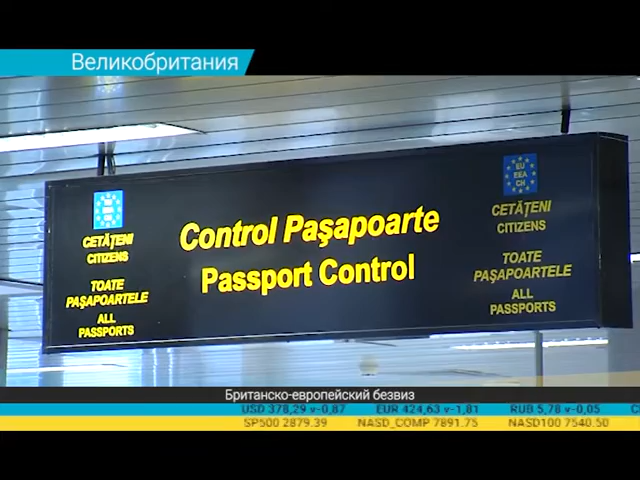 Великобритания
Control Paşapoarte
Passport Control
CETĂŢENI
CITIZENS
TOATE
PAŞAPOARTELE
ALL
PASSPORTS
EU
EEA
CH
CETĂŢENI
CITIZENS
TOATE
PAŞAPOARTELE
ALL
PASSPORTS
Британско-европейский безвиз
USD 378,29 v-0,87 EUR 424,63 v-1,81 RUB 5,78 v-0,05
SP500 2879.39 NASD_COMP 7891.75 NASD100 7540.50